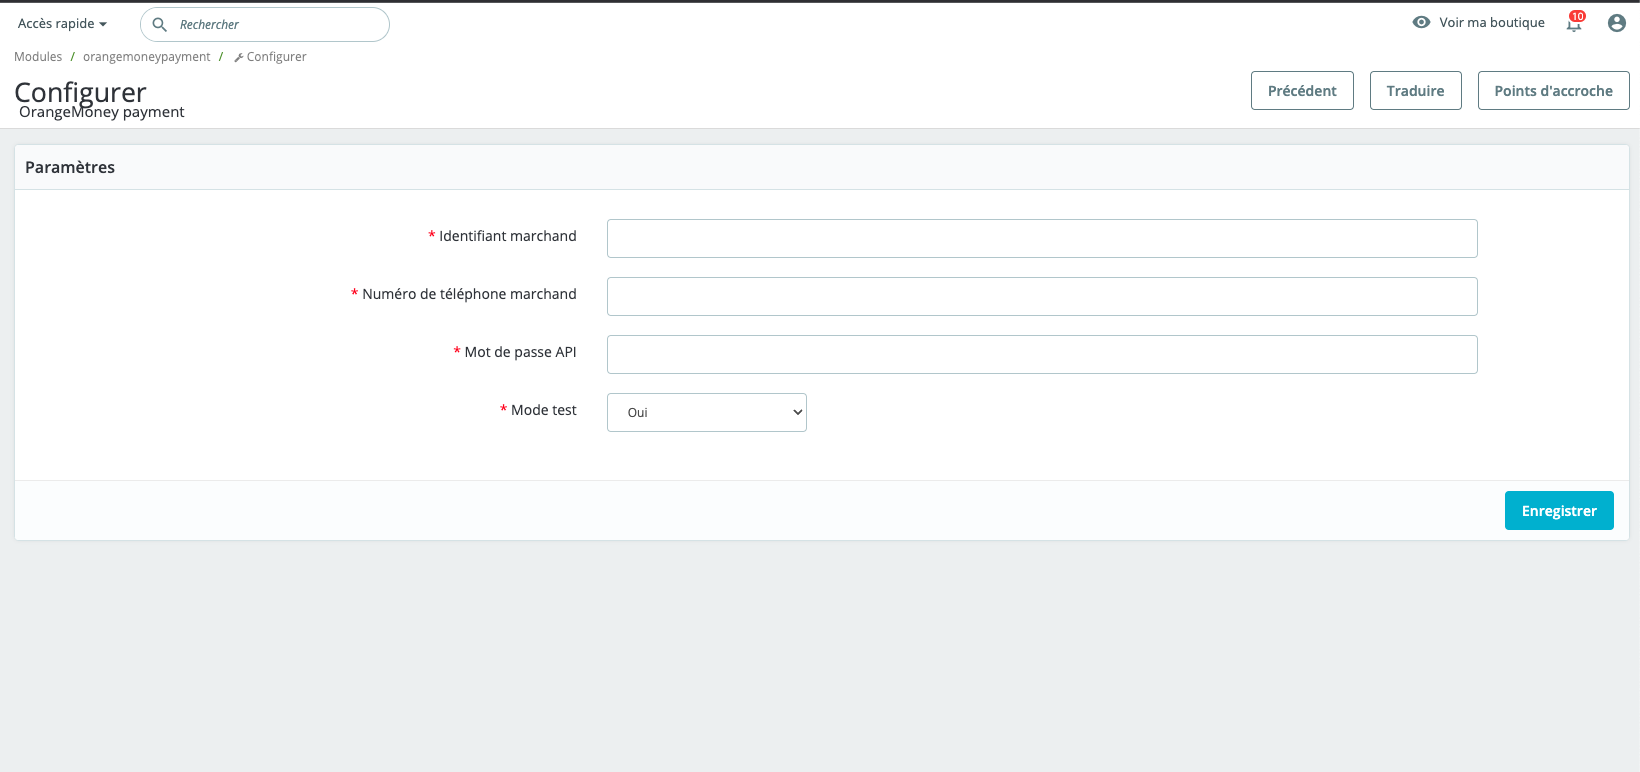 Accès rapide
Rechercher
Voir ma boutique
10
Modules / orangemoneypayment / Configurer
Configurer
OrangeMoney payment
Précédent
Traduire
Points d'accroche
Paramètres
* Identifiant marchand
* Numéro de téléphone marchand
* Mot de passe API
* Mode test
Oui
Enregistrer